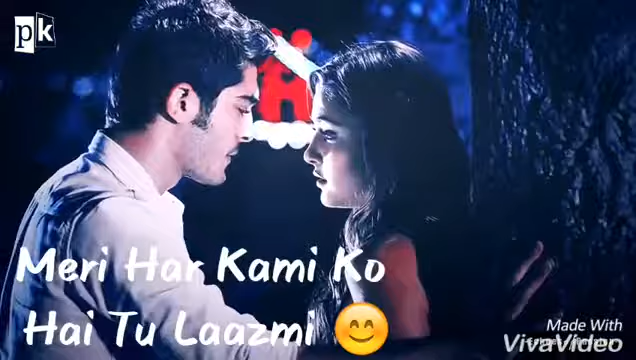 pk
Meri Har Kami Ko
Hai Tu Laazmi 😊
Made With
VivaVideo